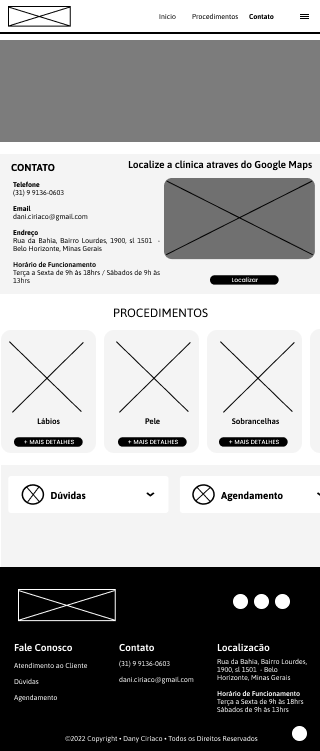 Inicio Procedimentos Contato
CONTATO
Localize a clínica atraves do Google Maps
Telefone
(31) 9 9136-0603
Email
dani.ciriaco@gmail.com
Endreço
Rua da Bahia, Bairro Lourdes, 1900, sl 1501 -
Belo Horizonte, Minas Gerais
Horário de Funcionamento
Terça a Sexta de 9h às 18hrs / Sábados de 9h às
13hrs
Localizar
PROCEDIMENTOS
Lábios Pele Sobrancelhas
+ MAIS DETALHES + MAIS DETALHES + MAIS DETALHES
Dúvidas Agendamento
Fale Conosco
Atendimento ao Cliente
Dúvidas
Agendamento
Contato
(31) 9 9136-0603
dani.ciriaco@gmail.com
Localizacão
Rua da Bahia, Bairro Lourdes,
1900, sl 1501 - Belo
Horizonte, Minas Gerais
Horário de Funcionamento
Terça a Sexta de 9h às 18hrs
Sábados de 9h às 13hrs
©2022 Copyright • Dany Ciriaco • Todos os Direitos Reservados